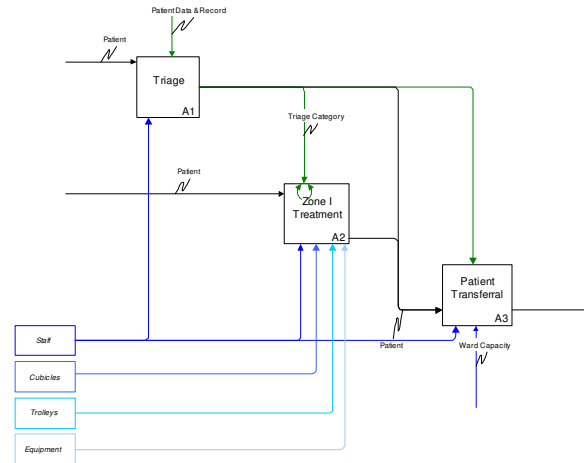 Patient Data & Record
Patient
Triage
A1
Triage Category
Patient
Zone I
Treatment
A2
Patient
Transferral
A3
Staff
Patient
Ward Capacity
Cubicles
Trolleys
Equipment